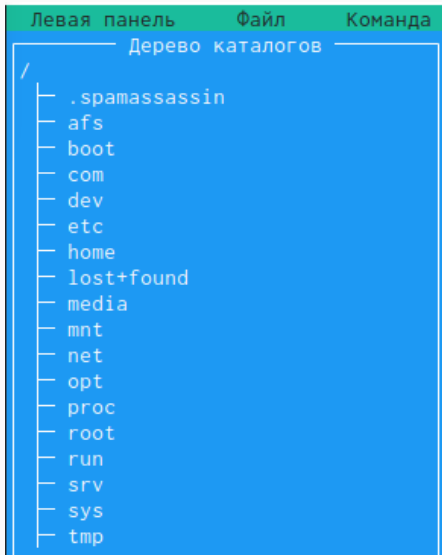 Левая панель Файл Команда
Дерево каталогов
/
.spamassassin
afs
boot
com
dev
etc
home
lost+found
media
mnt
net
opt
proc
root
run
srv
sys
tmp